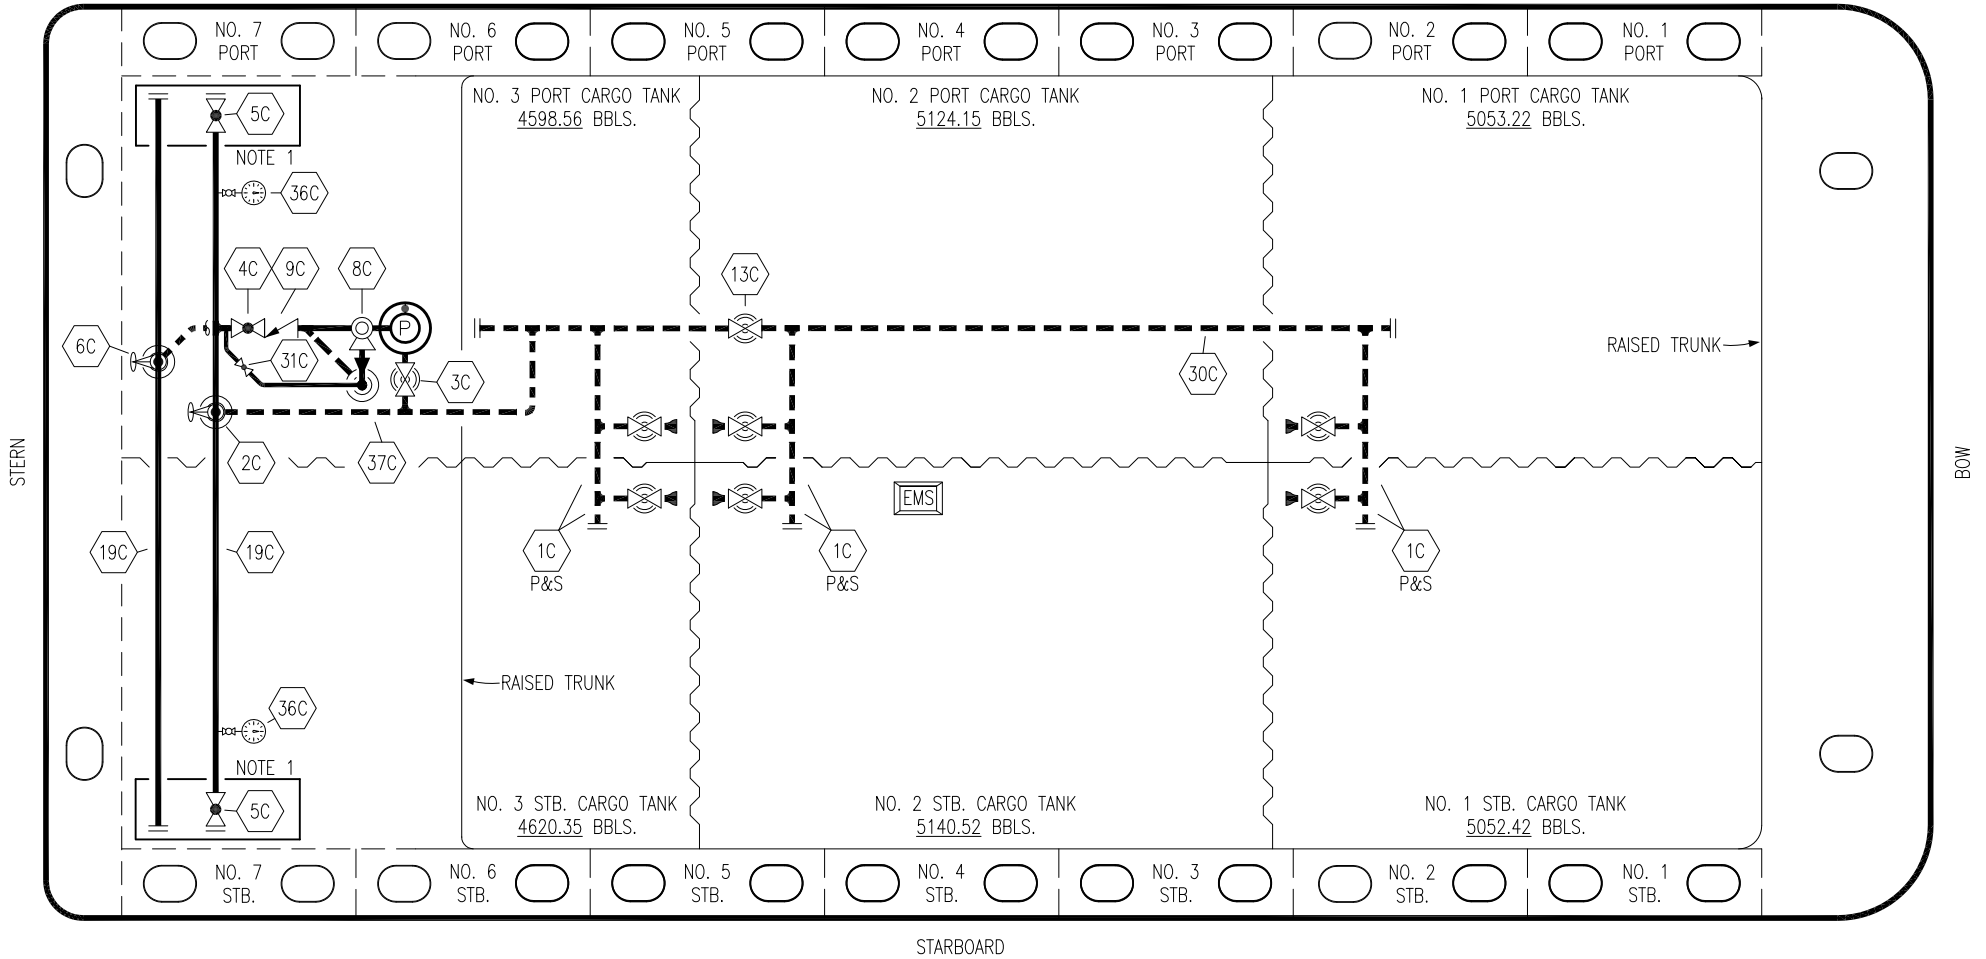 NO. 7
PORT
NO. 6
PORT
NO. 5
PORT
NO. 4
PORT
NO. 3
PORT
NO. 2
PORT
NO. 1
PORT
NO. 3 PORT CARGO TANK
4598.56 BBLS.
NO. 2 PORT CARGO TANK
5124.15 BBLS.
NO. 1 PORT CARGO TANK
5053.22 BBLS.
5C
NOTE 1
36C
4C
9C
8C
13C
P
6C
31C
3C
30C
RAISED TRUNK
2C
37C
STERN
BOW
EMS
19C
19C
1C
P&S
1C
P&S
1C
P&S
RAISED TRUNK
36C
NOTE 1
5C
NO. 3 STB. CARGO TANK
4620.35 BBLS.
NO. 2 STB. CARGO TANK
5140.52 BBLS.
NO. 1 STB. CARGO TANK
5052.42 BBLS.
NO. 7
STB.
NO. 6
STB.
NO. 5
STB.
NO. 4
STB.
NO. 3
STB.
NO. 2
STB.
NO. 1
STB.
STARBOARD